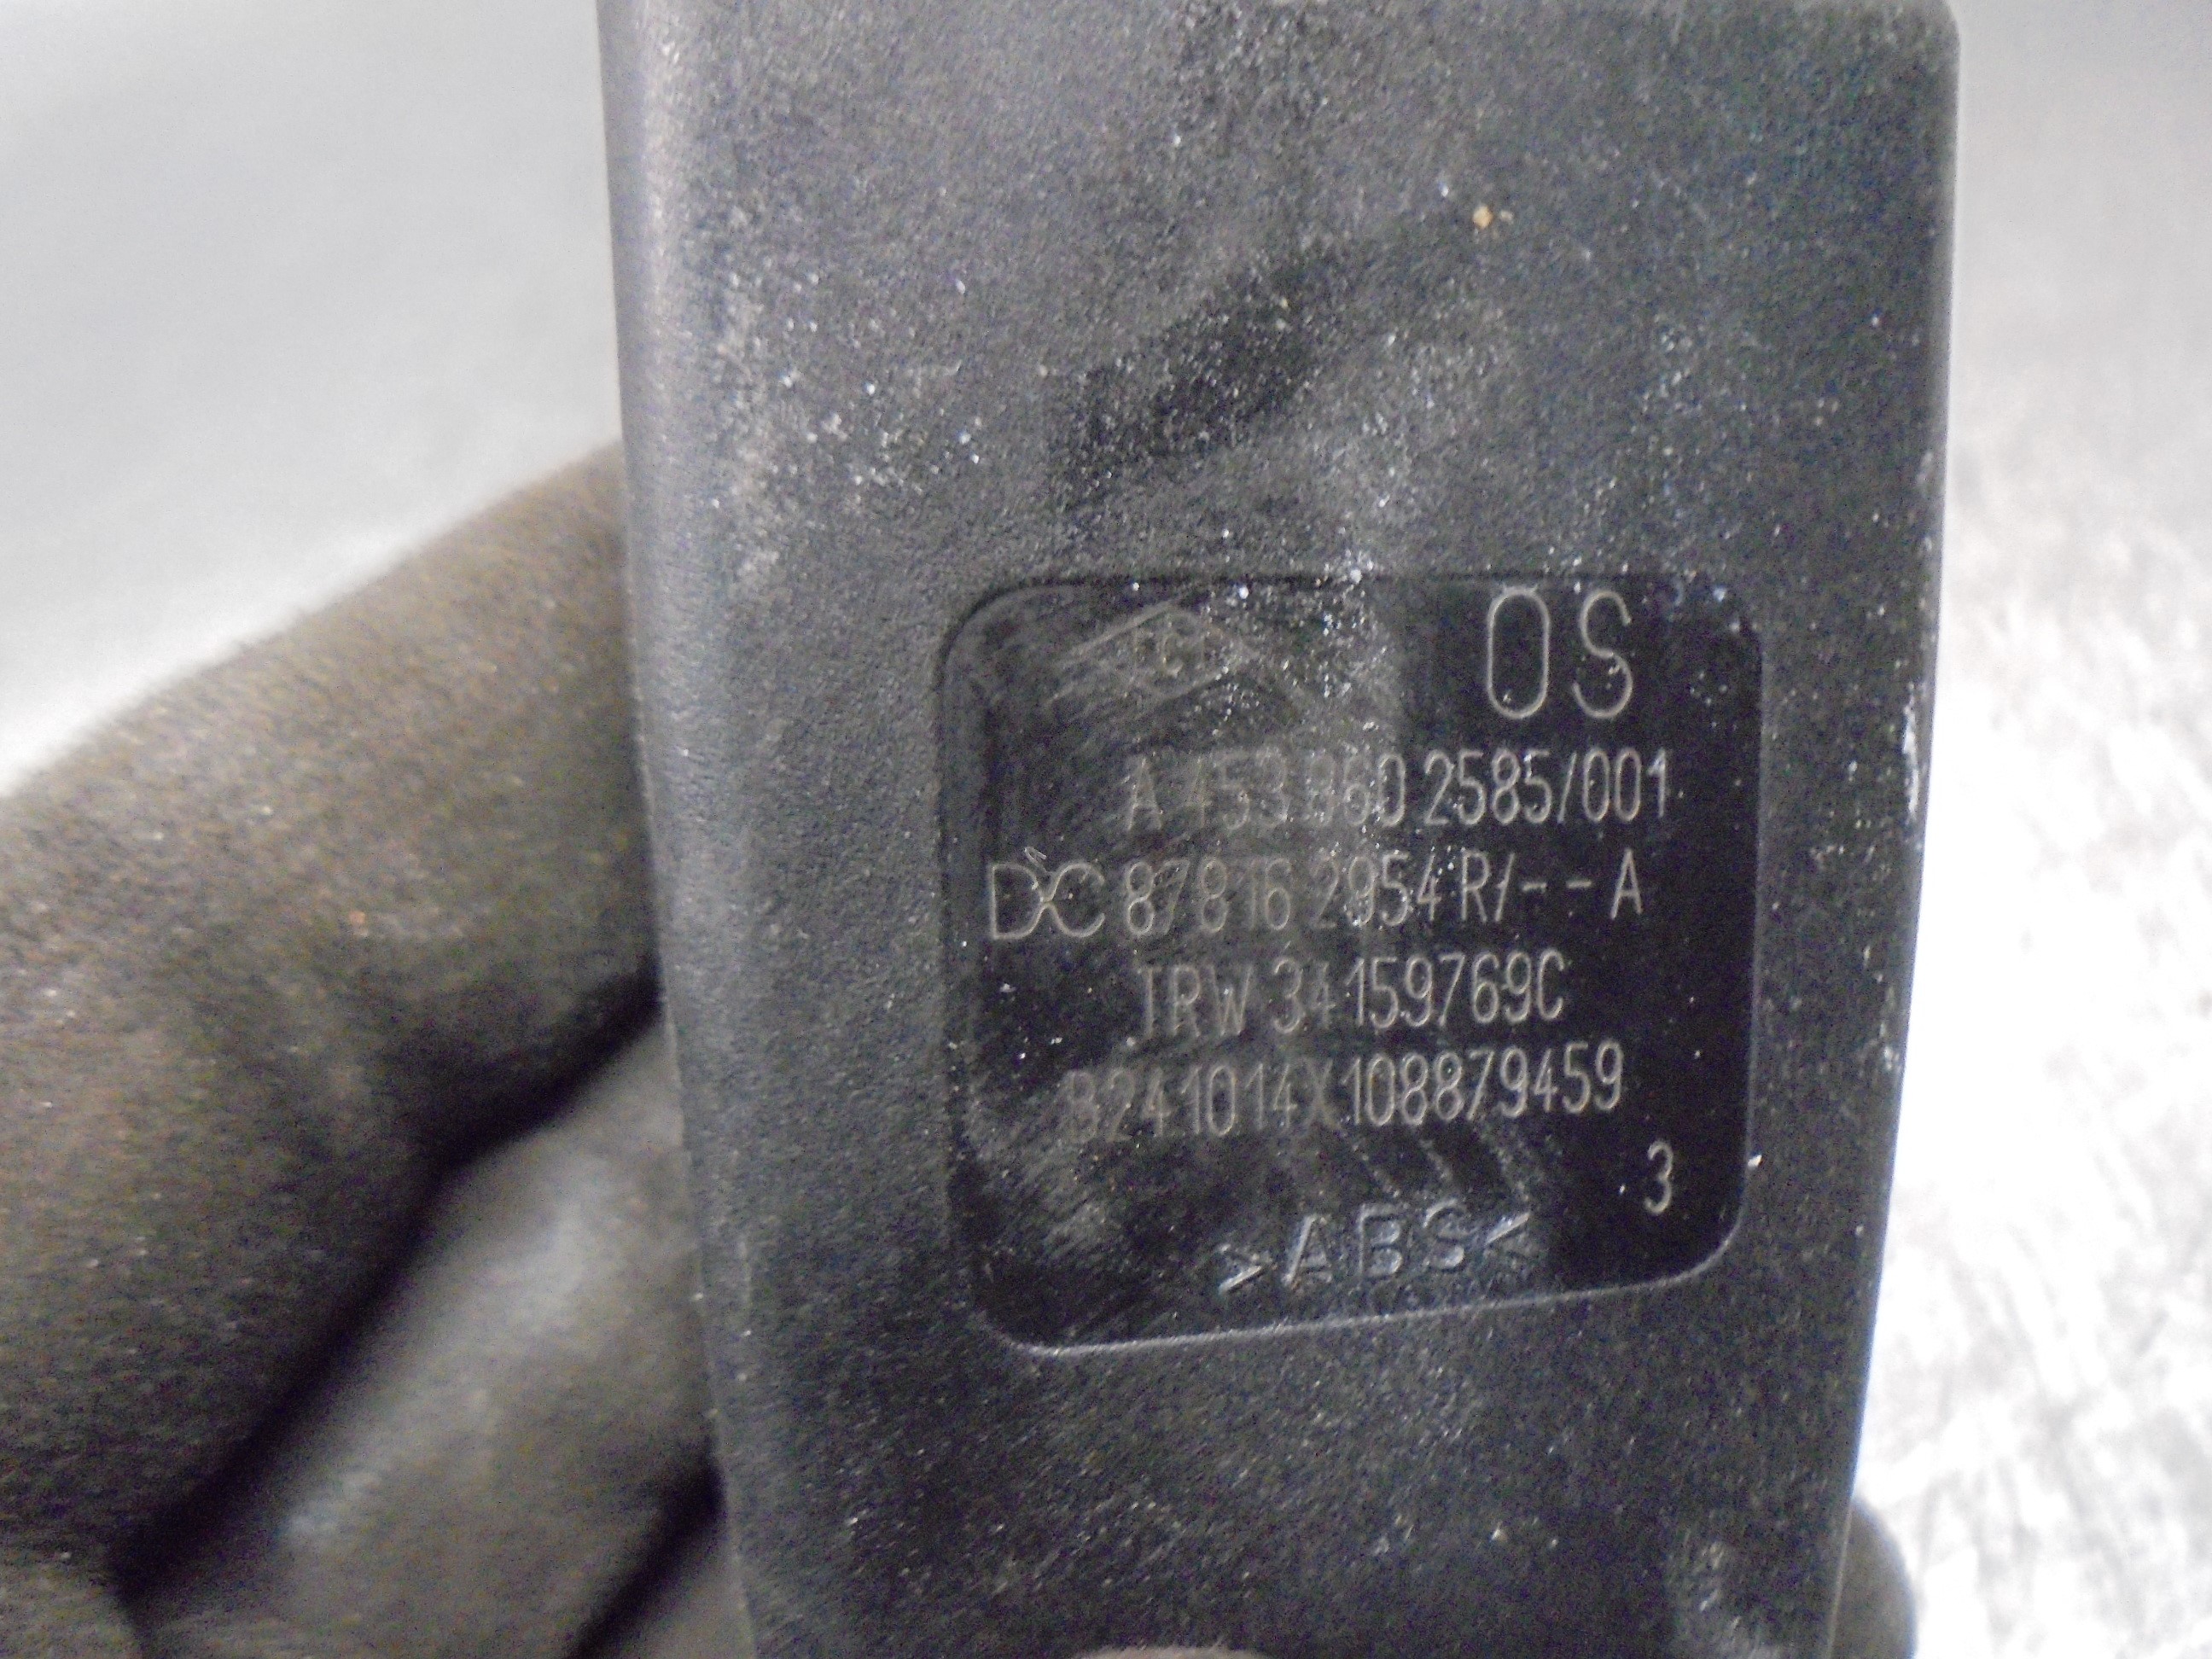 OS
A 453 860 2585/001
DC 87816 2954 R/--A
TRW 34159769C
B241014X108879459
3
>ABS<